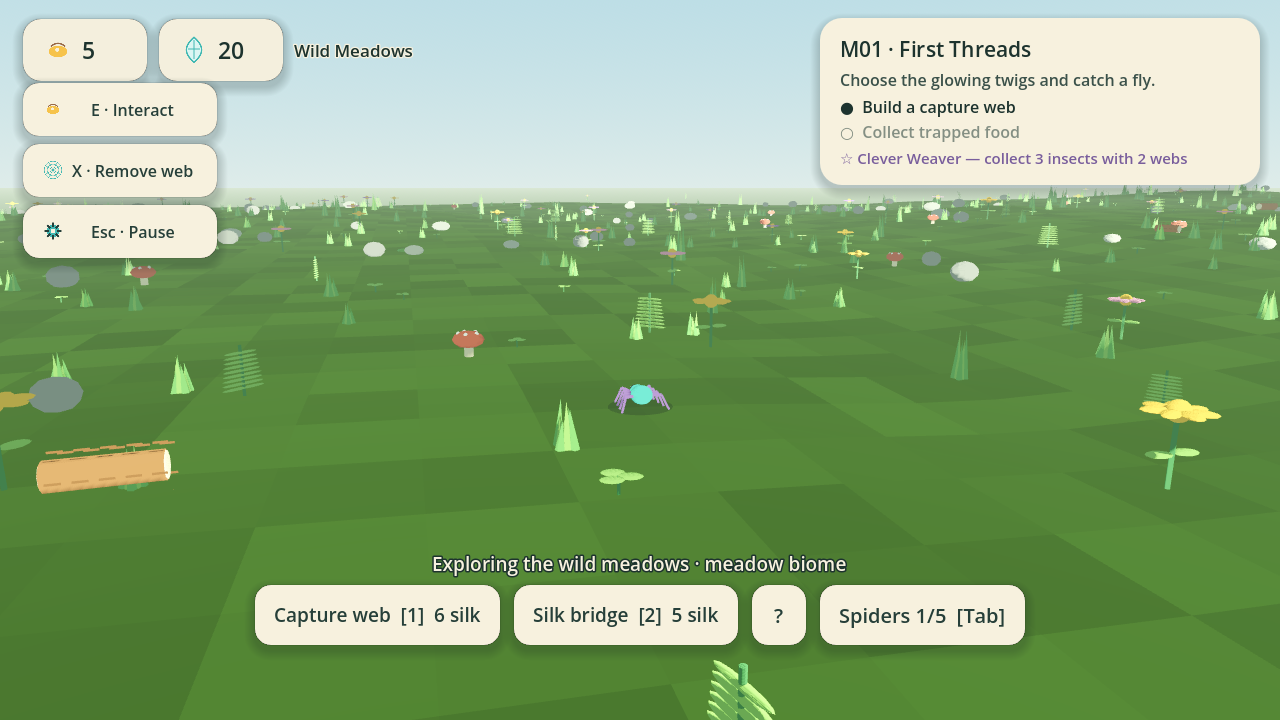 5
20
Wild Meadows
E · Interact
X · Remove web
Esc · Pause
M01 · First Threads
Choose the glowing twigs and catch a fly.
● Build a capture web
○ Collect trapped food
☆ Clever Weaver — collect 3 insects with 2 webs
Exploring the wild meadows · meadow biome
Capture web [1] 6 silk
Silk bridge [2] 5 silk
?
Spiders 1/5 [Tab]